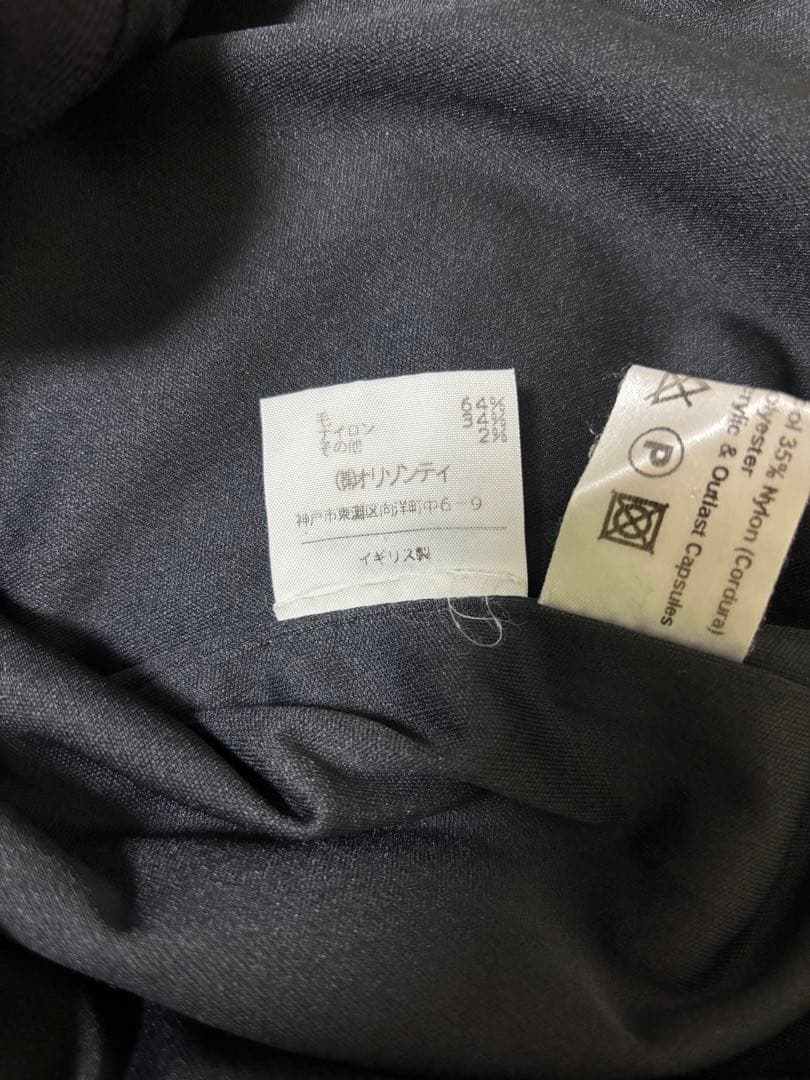 毛 64%
ナイロン 34%
その他 2%
㈱オリゾンティ
神戸市東灘区向洋町中6-9
イギリス製
P
ol 35% Nylon (Cordura)
olyester
crylic & Outlast Capsules